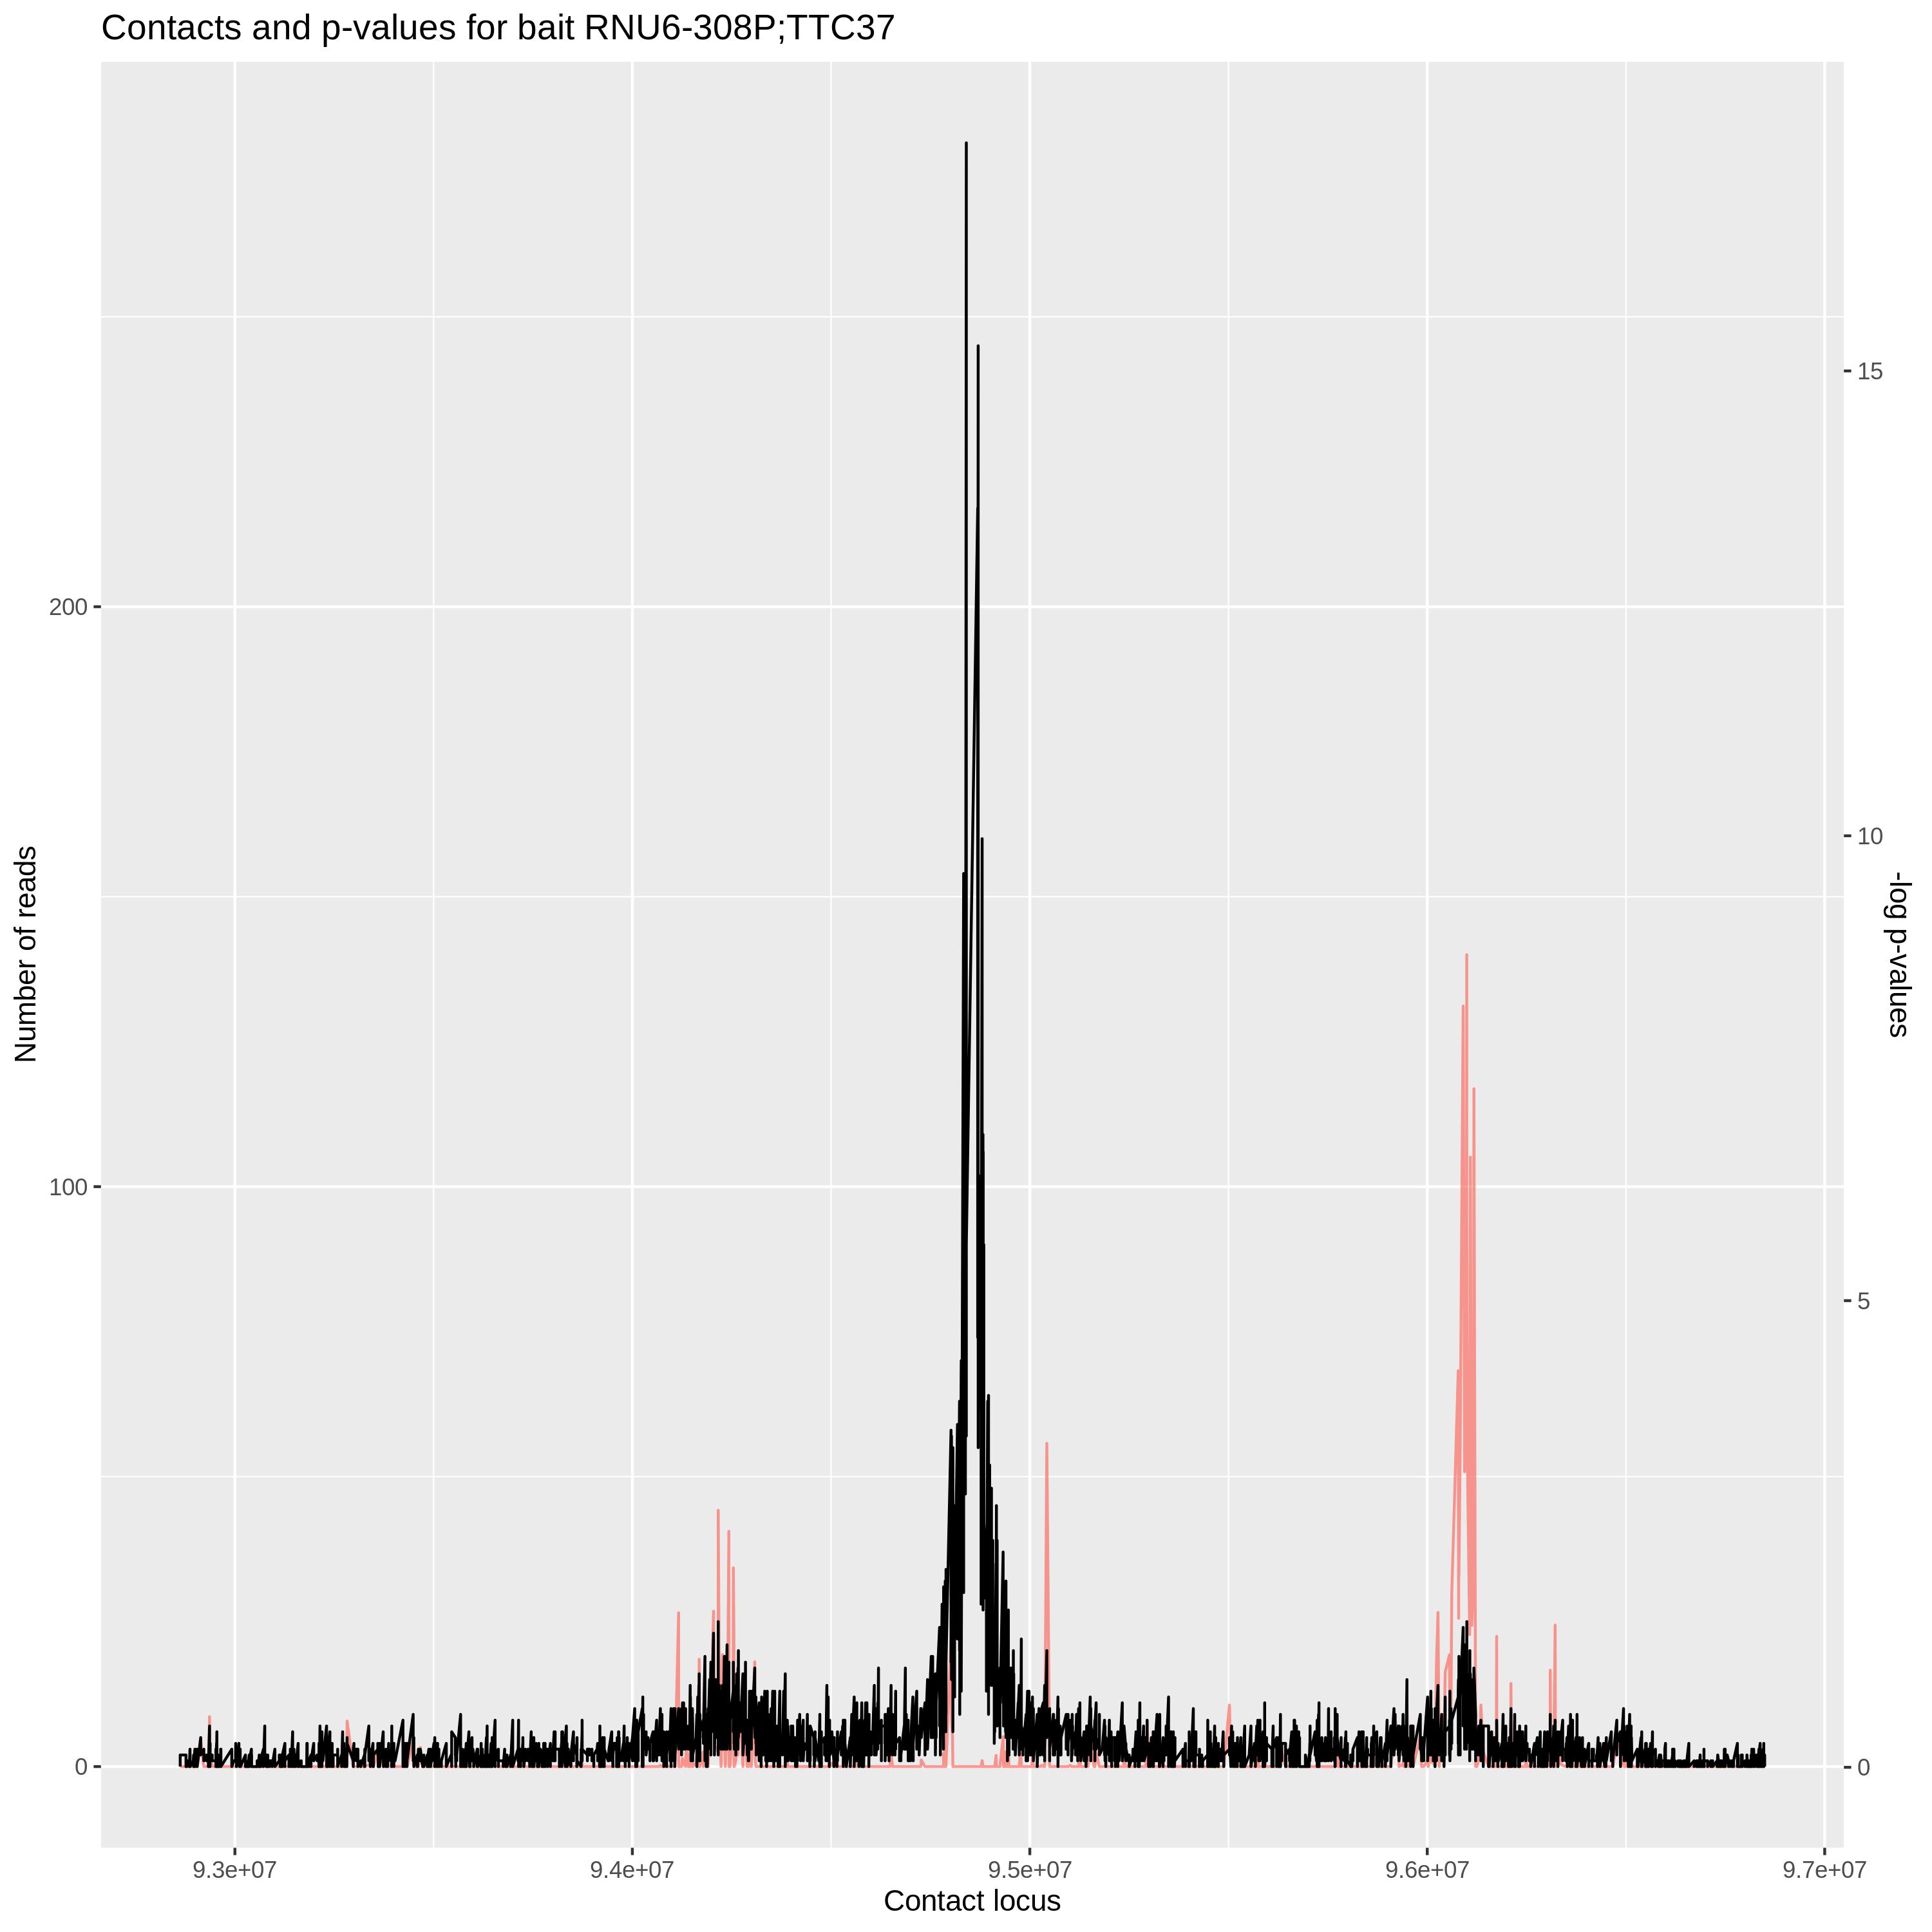 Contacts and p-values for bait RNU6-308P;TTC37
Number of reads
200
100
0
15
10
5
0
-log p-values
9.3e+07
9.4e+07
9.5e+07
9.6e+07
9.7e+07
Contact locus